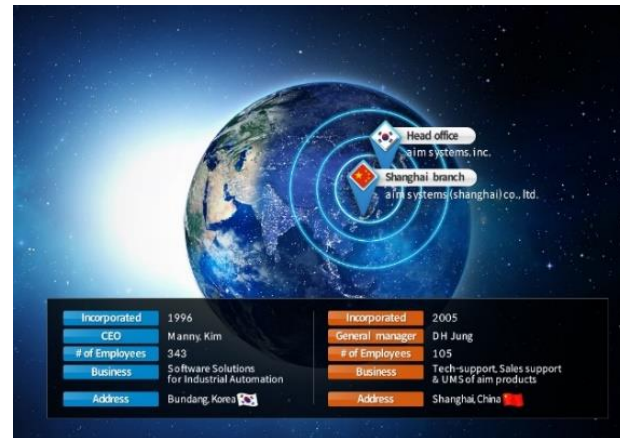 Head office
aim systems, inc.
Shanghai branch
aim systems (shanghai) co., ltd.
Incorporated 1996
CEO Manny. Kim
# of Employees 343
Business Software Solutions
for Industrial Automation
Address Bundang, Korea
Incorporated 2005
General manager DH Jung
# of Employees 105
Business Tech-support, Sales support
& UMS of aim products
Address Shanghai, China